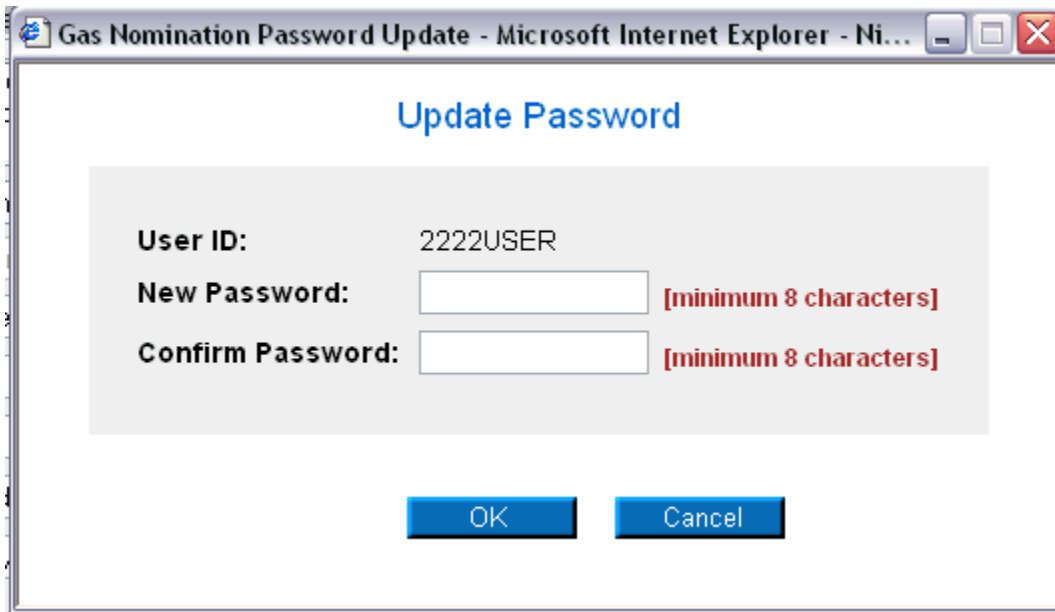 Gas Nomination Password Update - Microsoft Internet Explorer - Ni...
Update Password
User ID: 2222USER
New Password: [minimum 8 characters]
Confirm Password: [minimum 8 characters]
OK Cancel